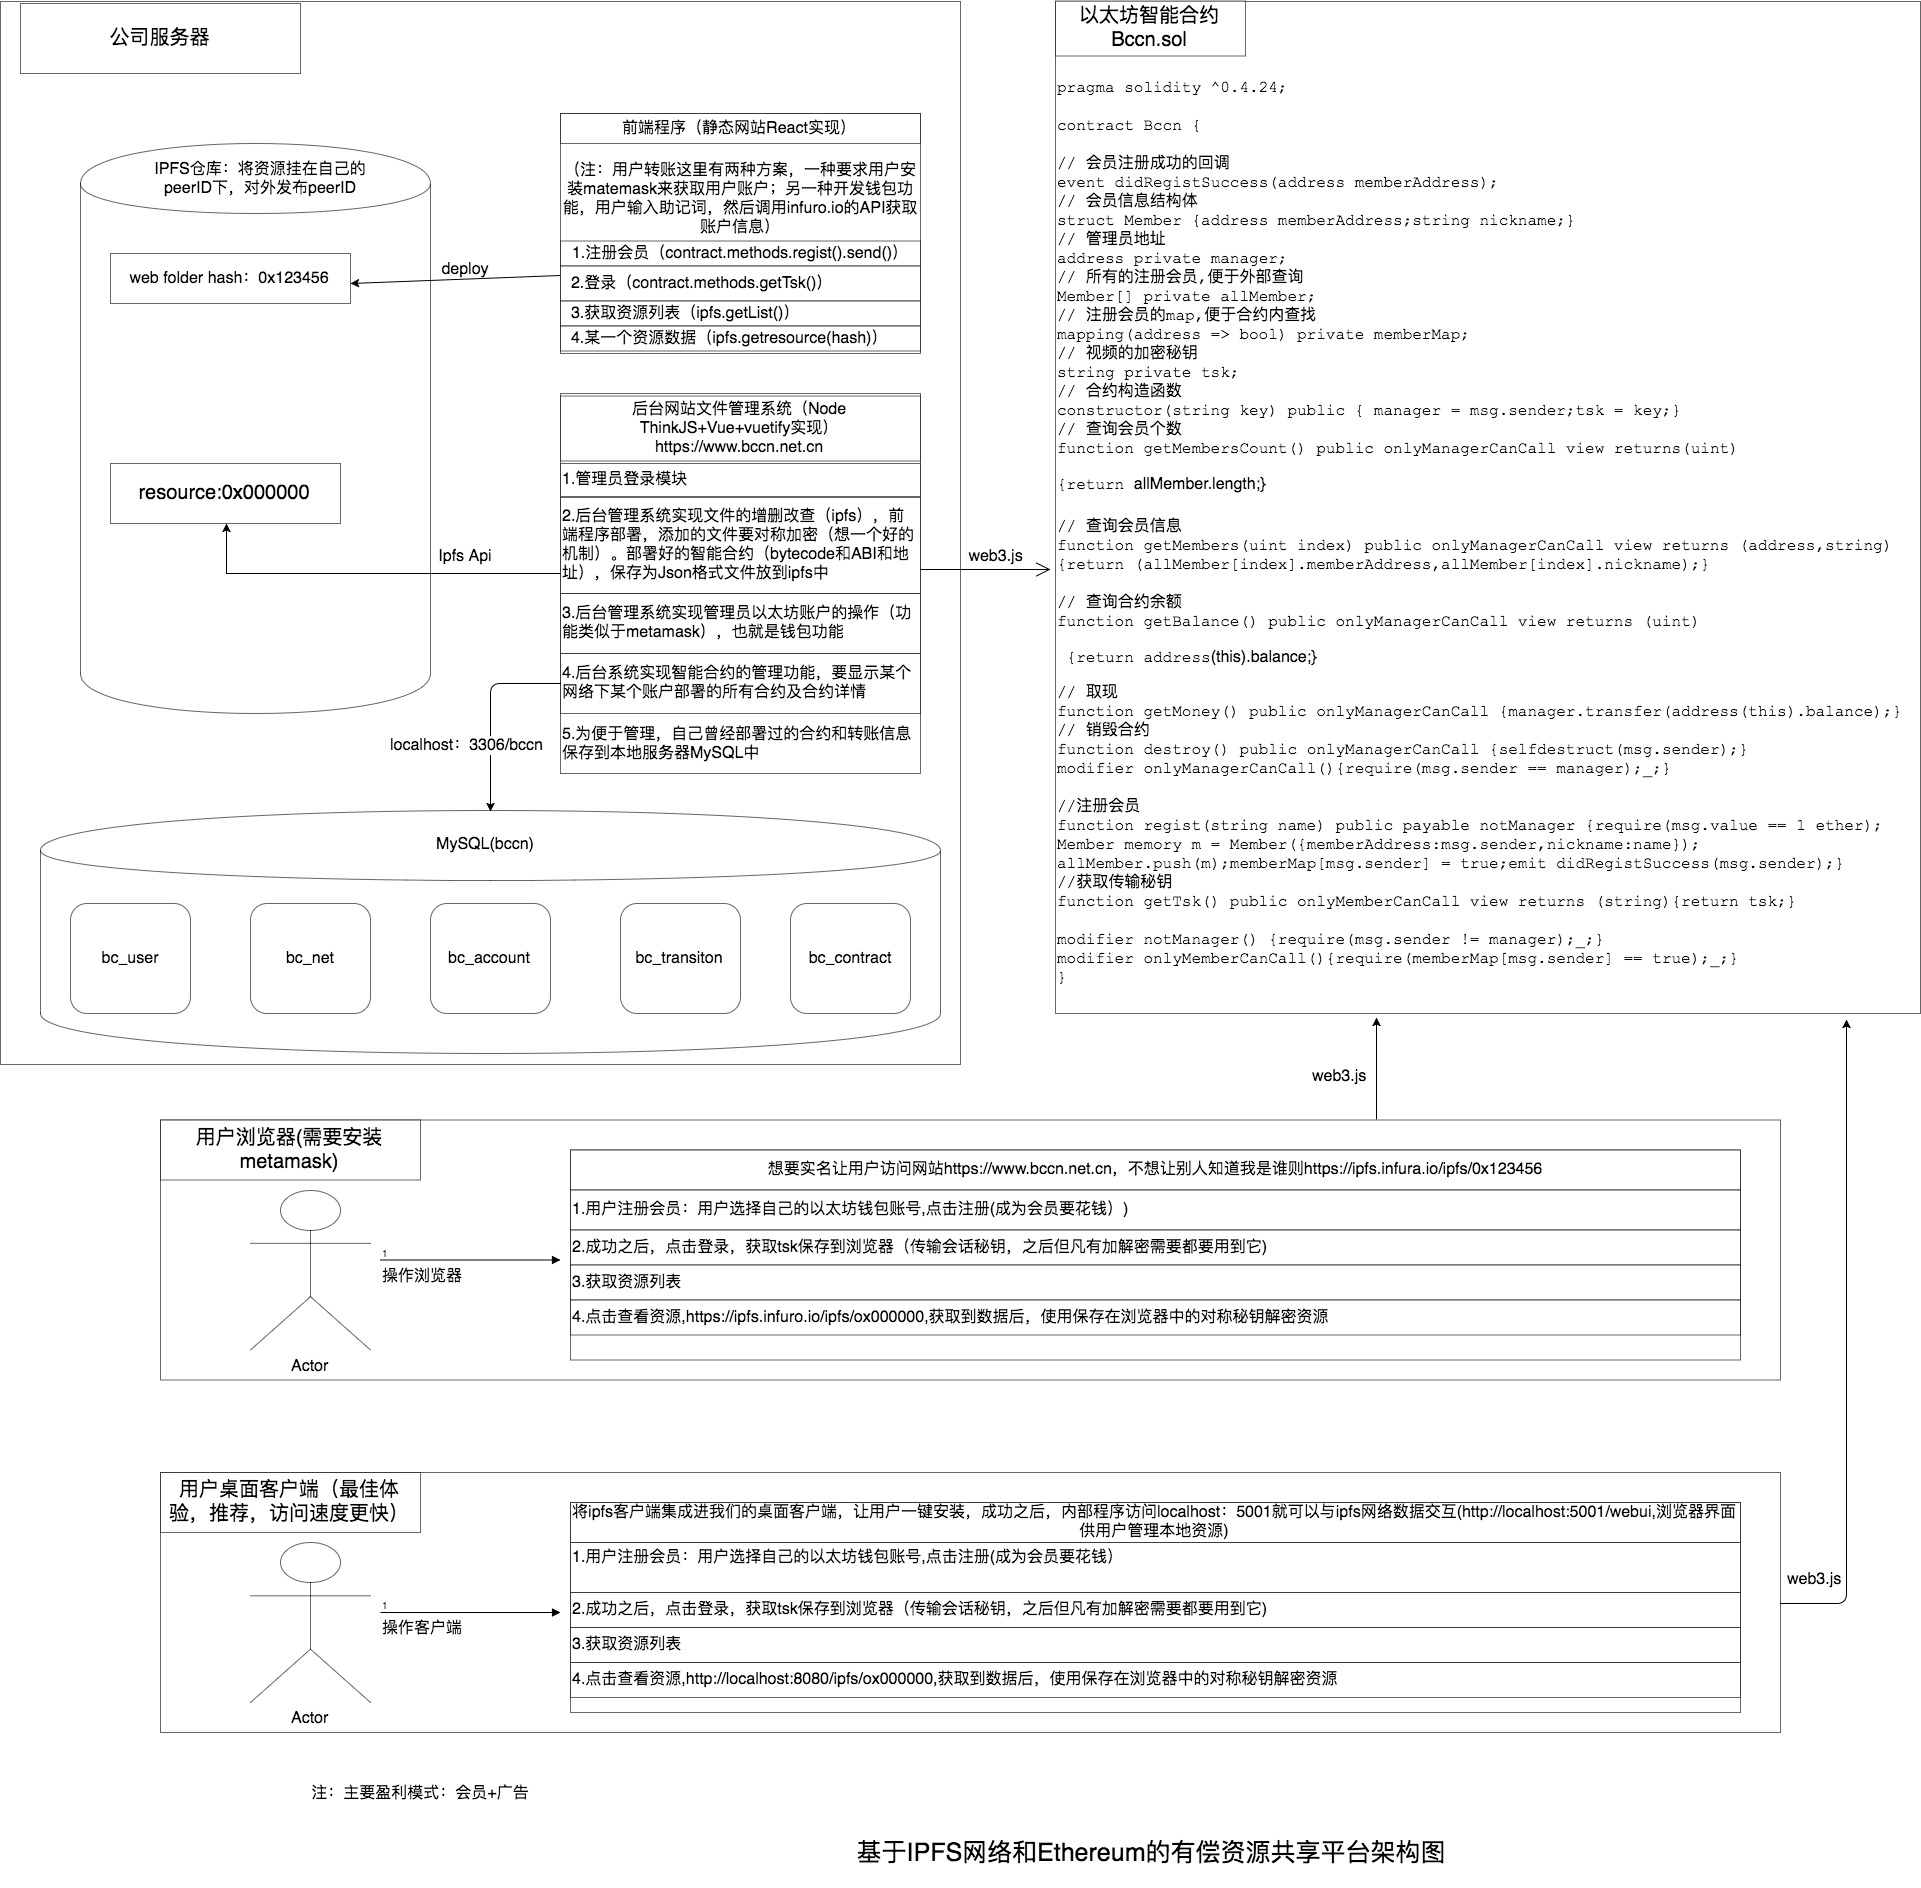 公司服务器
IPFS仓库：将资源挂在自己的
peerID下，对外发布peerID
web folder hash：0x123456
resource:0x000000
deploy
Ipfs Api
前端程序（静态网站React实现）
（注：用户转账这里有两种方案，一种要求用户安
装matemask来获取用户账户；另一种开发钱包功
能，用户输入助记词，然后调用infuro.io的API获取
账户信息）
1.注册会员（contract.methods.regist().send())
2.登录（contract.methods.getTsk())
3.获取资源列表（ipfs.getList())
4.某一个资源数据（ipfs.getresource(hash))
后台网站文件管理系统（Node
ThinkJS+Vue+vuetify实现）
https://www.bccn.net.cn
1.管理员登录模块
2.后台管理系统实现文件的增删改查（ipfs），前
端程序部署，添加的文件要对称加密（想一个好的
机制）。部署好的智能合约（bytecode和ABI和地
址），保存为Json格式文件放到ipfs中
3.后台管理系统实现管理员以太坊账户的操作（功
能类似于metamask），也就是钱包功能
4.后台系统实现智能合约的管理功能，要显示某个
网络下某个账户部署的所有合约及合约详情
5.为便于管理，自己曾经部署过的合约和转账信息
保存到本地服务器MySQL中
localhost：3306/bccn
MySQL(bccn)
bc_user
bc_net
bc_account
bc_transiton
bc_contract
web3.js
以太坊智能合约
Bccn.sol
pragma solidity ^0.4.24;
contract Bccn {
// 会员注册成功的回调
event didRegistSuccess(address memberAddress);
// 会员信息结构体
struct Member {address memberAddress;string nickname;}
// 管理员地址
address private manager;
// 所有的注册会员,便于外部查询
Member[] private allMember;
// 注册会员的map,便于合约内查找
mapping(address => bool) private memberMap;
// 视频的加密秘钥
string private tsk;
// 合约构造函数
constructor(string key) public { manager = msg.sender;tsk = key;}
// 查询会员个数
function getMembersCount() public onlyManagerCanCall view returns(uint)
{return allMember.length;}
// 查询会员信息
function getMembers(uint index) public onlyManagerCanCall view returns (address,string)
{return (allMember[index].memberAddress,allMember[index].nickname);}
// 查询合约余额
function getBalance() public onlyManagerCanCall view returns (uint)
{return address(this).balance;}
// 取现
function getMoney() public onlyManagerCanCall {manager.transfer(address(this).balance);}
// 销毁合约
function destroy() public onlyManagerCanCall {selfdestruct(msg.sender);}
modifier onlyManagerCanCall(){require(msg.sender == manager);_;}
//注册会员
function regist(string name) public payable notManager {require(msg.value == 1 ether);
Member memory m = Member({memberAddress:msg.sender,nickname:name});
allMember.push(m);memberMap[msg.sender] = true;emit didRegistSuccess(msg.sender);}
//获取传输秘钥
function getTsk() public onlyMemberCanCall view returns (string){return tsk;}
modifier notManager() {require(msg.sender != manager);_;}
modifier onlyMemberCanCall(){require(memberMap[msg.sender] == true);_;}
}
web3.js
用户浏览器(需要安装
metamask)
Actor
1
操作浏览器
想要实名让用户访问网站https://www.bccn.net.cn，不想让别人知道我是谁则https://ipfs.infura.io/ipfs/0x123456
1.用户注册会员：用户选择自己的以太坊钱包账号,点击注册(成为会员要花钱）)
2.成功之后，点击登录，获取tsk保存到浏览器（传输会话秘钥，之后但凡有加解密需要都要用到它)
3.获取资源列表
4.点击查看资源,https://ipfs.infuro.io/ipfs/ox000000,获取到数据后，使用保存在浏览器中的对称秘钥解密资源
用户桌面客户端（最佳体
验，推荐，访问速度更快）
Actor
1
操作客户端
将ipfs客户端集成进我们的桌面客户端，让用户一键安装，成功之后，内部程序访问localhost：5001就可以与ipfs网络数据交互(http://localhost:5001/webui,浏览器界面
供用户管理本地资源)
1.用户注册会员：用户选择自己的以太坊钱包账号,点击注册(成为会员要花钱）
2.成功之后，点击登录，获取tsk保存到浏览器（传输会话秘钥，之后但凡有加解密需要都要用到它)
3.获取资源列表
4.点击查看资源,http://localhost:8080/ipfs/ox000000,获取到数据后，使用保存在浏览器中的对称秘钥解密资源
web3.js
注：主要盈利模式：会员+广告
基于IPFS网络和Ethereum的有偿资源共享平台架构图